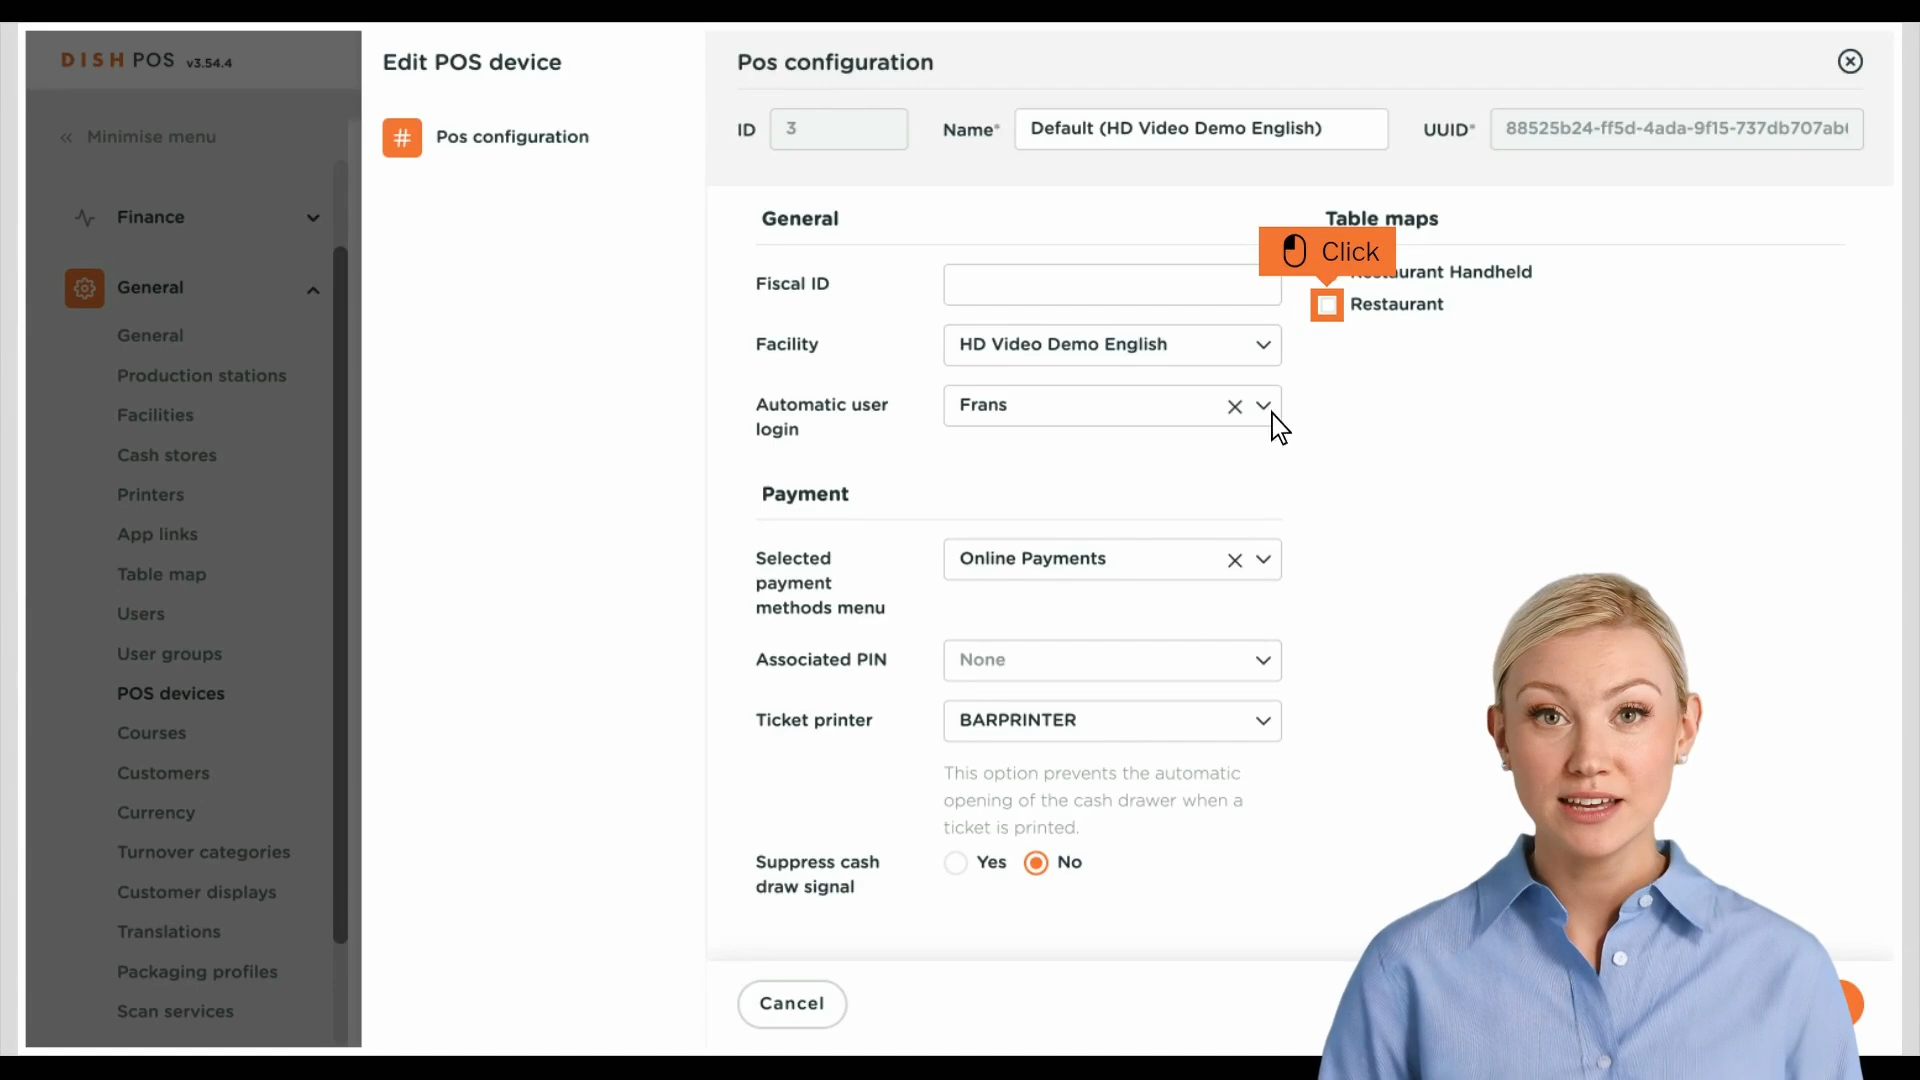 DISH POS v3.54.4
Minimise menu
Finance
General
General
Production stations
Facilities
Cash stores
Printers
App links
Table map
Users
User groups
POS devices
Courses
Customers
Currency
Turnover categories
Customer displays
Translations
Packaging profiles
Scan services
Edit POS device
# Pos configuration
Pos configuration
ID 3 Name* Default (HD Video Demo English) UUID* 88525b24-ff5d-4ada-9f15-737db707ab
General
Fiscal ID
Facility HD Video Demo English
Automatic user
login
Frans
Payment
Selected
payment
methods menu
Online Payments
Associated PIN None
Ticket printer BARPRINTER
This option prevents the automatic
opening of the cash drawer when a
ticket is printed.
Suppress cash
draw signal
Yes No
Table maps
Click
Handheld
Restaurant
Cancel